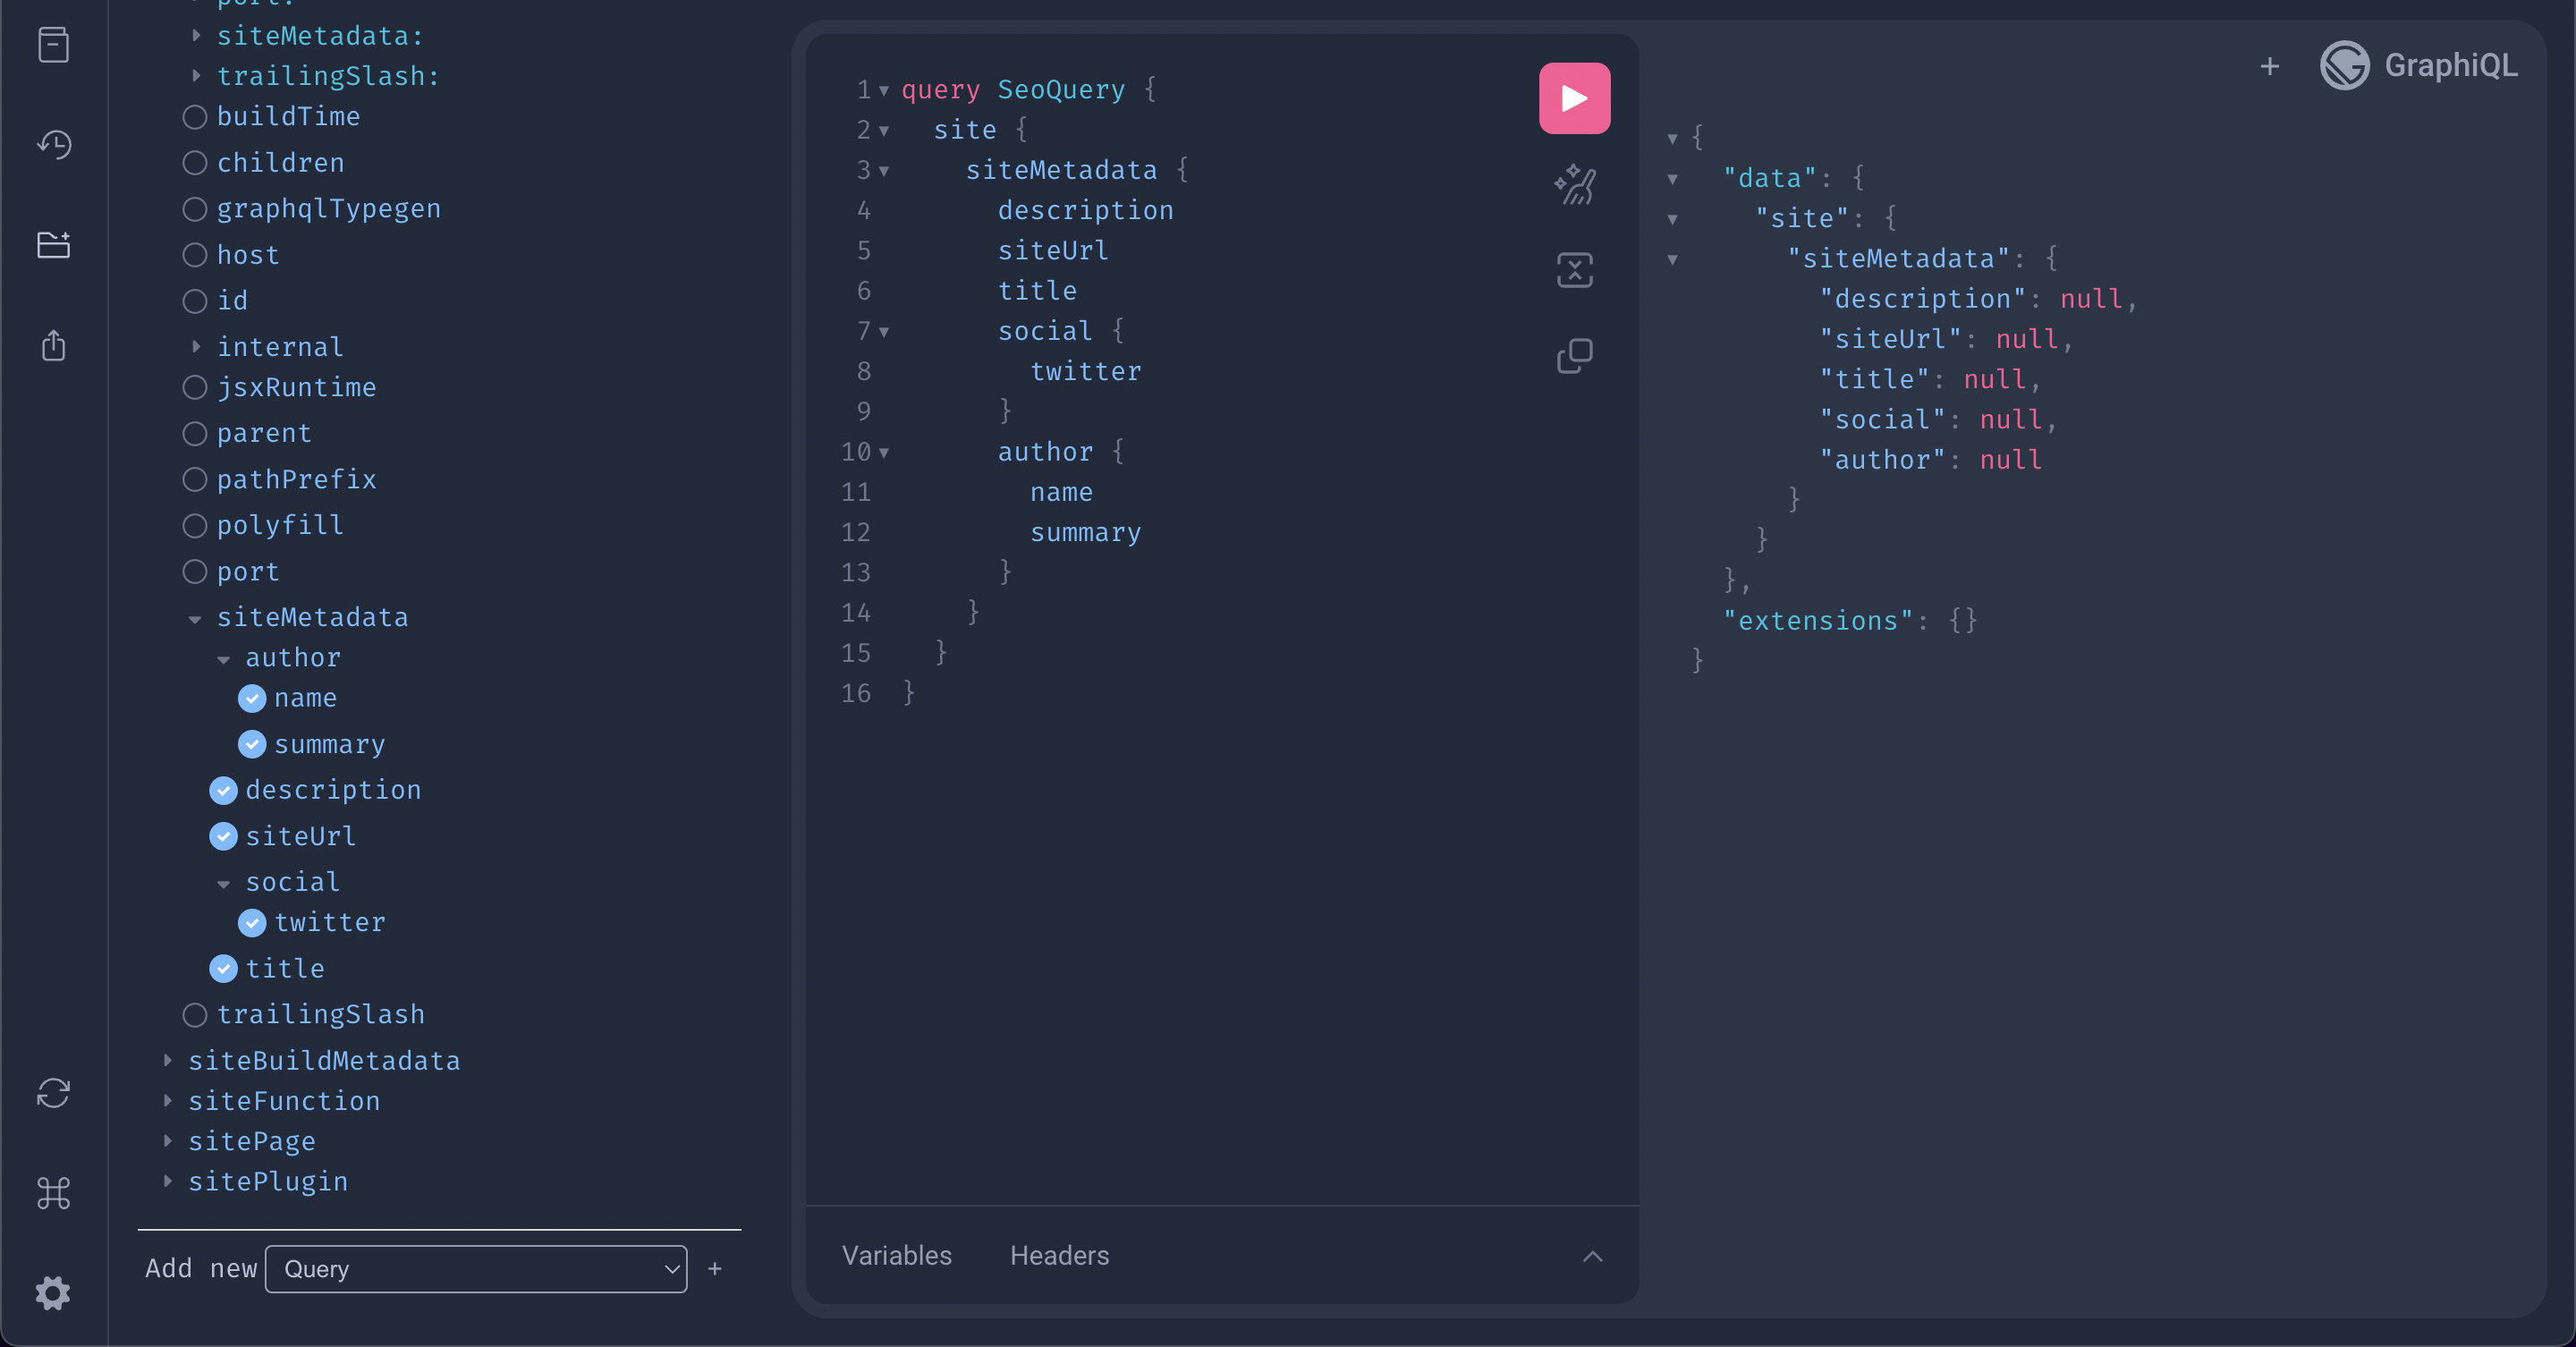 port:
siteMetadata:
trailingSlash:
buildTime
children
graphqlTypegen
host
id
internal
jsxRuntime
parent
pathPrefix
polyfill
port
siteMetadata
author
name
summary
description
siteUrl
social
twitter
title
trailingSlash
siteBuildMetadata
siteFunction
sitePage
sitePlugin
Add new Query +
1 query SeoQuery {
2 site {
3 siteMetadata {
4 description
5 siteUrl
6 title
7 social {
8 twitter
9 }
10 author {
11 name
12 summary
13 }
14 }
15 }
16 }
Variables Headers
+ GraphiQL
{
"data": {
"site": {
"siteMetadata": {
"description": null,
"siteUrl": null,
"title": null,
"social": null,
"author": null
}
}
},
"extensions": {}
}